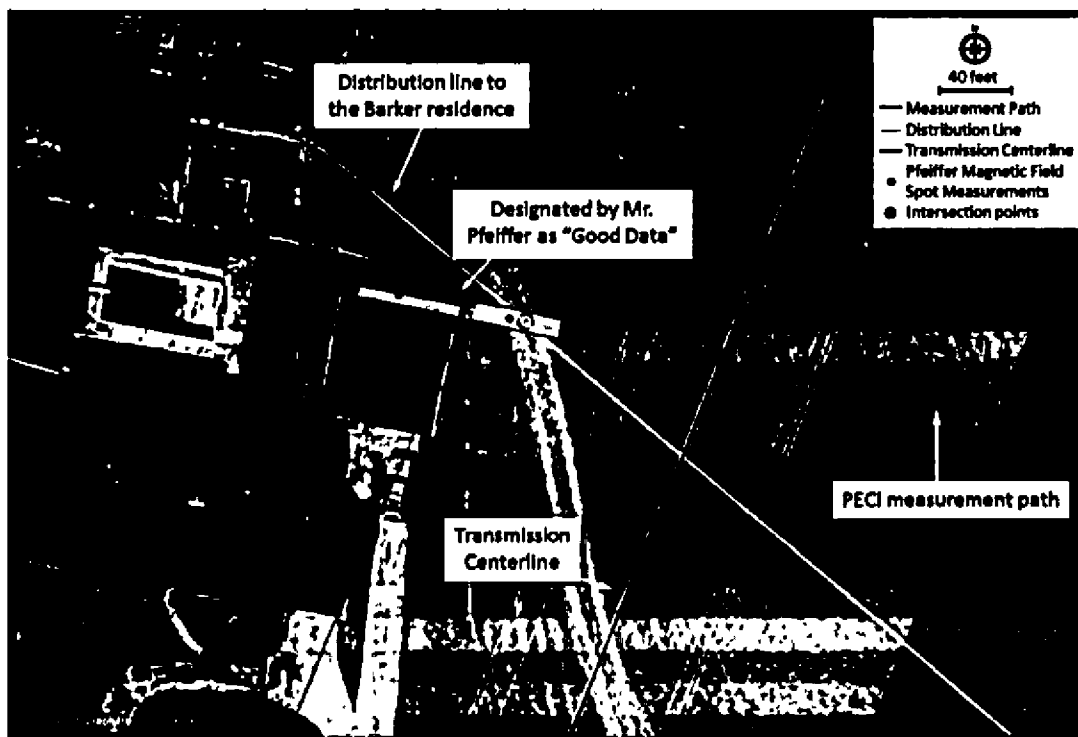 Distribution line to
the Barker residence
Designated by Mr.
Pfeiffer as "Good Data"
Transmission
Centerline
PECI measurement path
40 feet
Measurement Path
Distribution Line
Transmission Centerline
Pfeiffer Magnetic Field
Spot Measurements
Intersection points